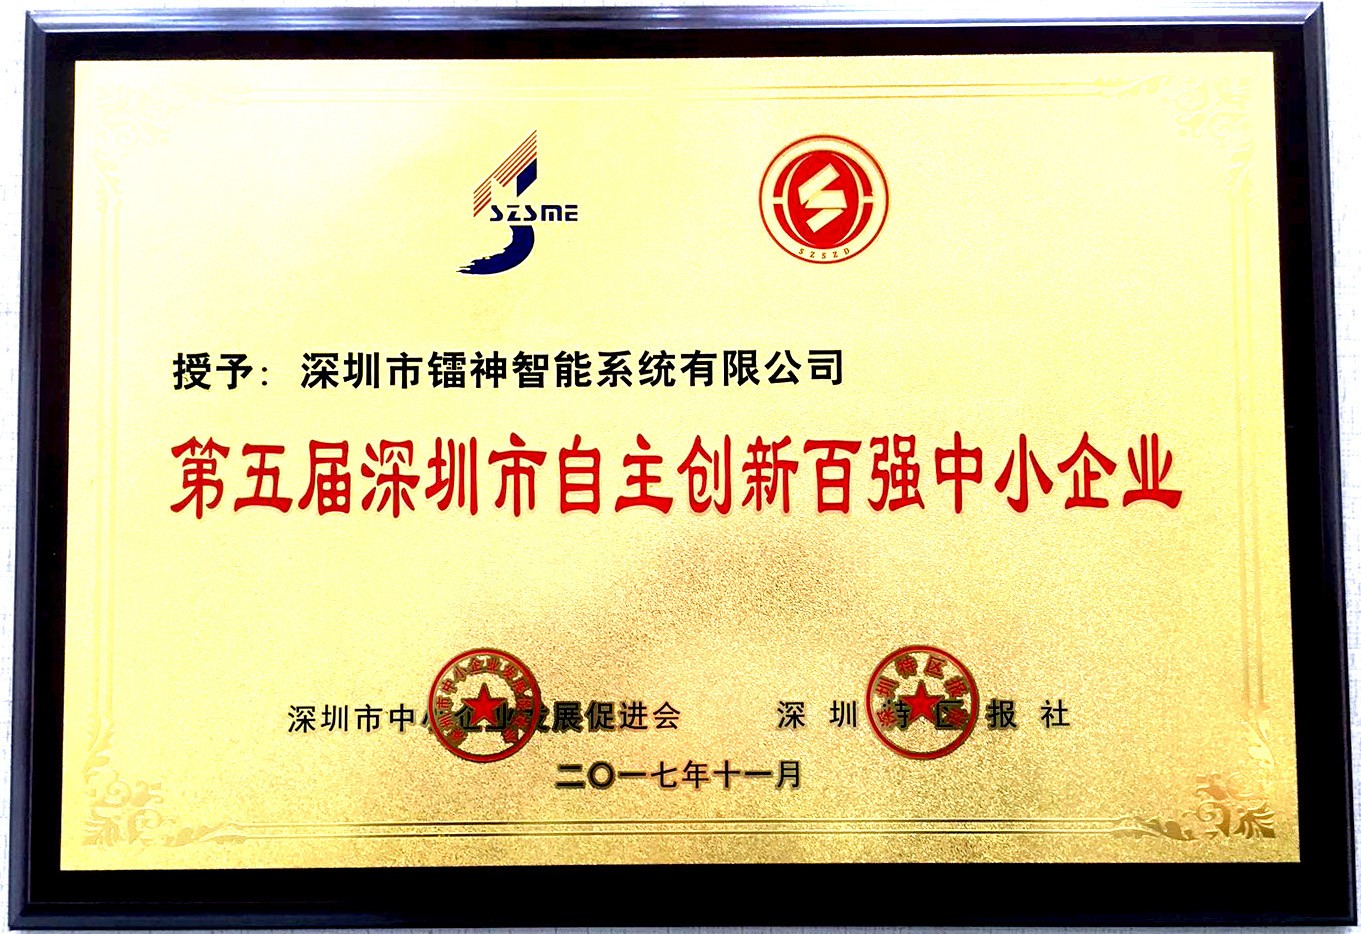 SZSME
SZSZD
授予：深圳市镭神智能系统有限公司
第五届深圳市自主创新百强中小企业
深圳市中小企业发展促进会 深圳特区报社
二〇一七年十一月